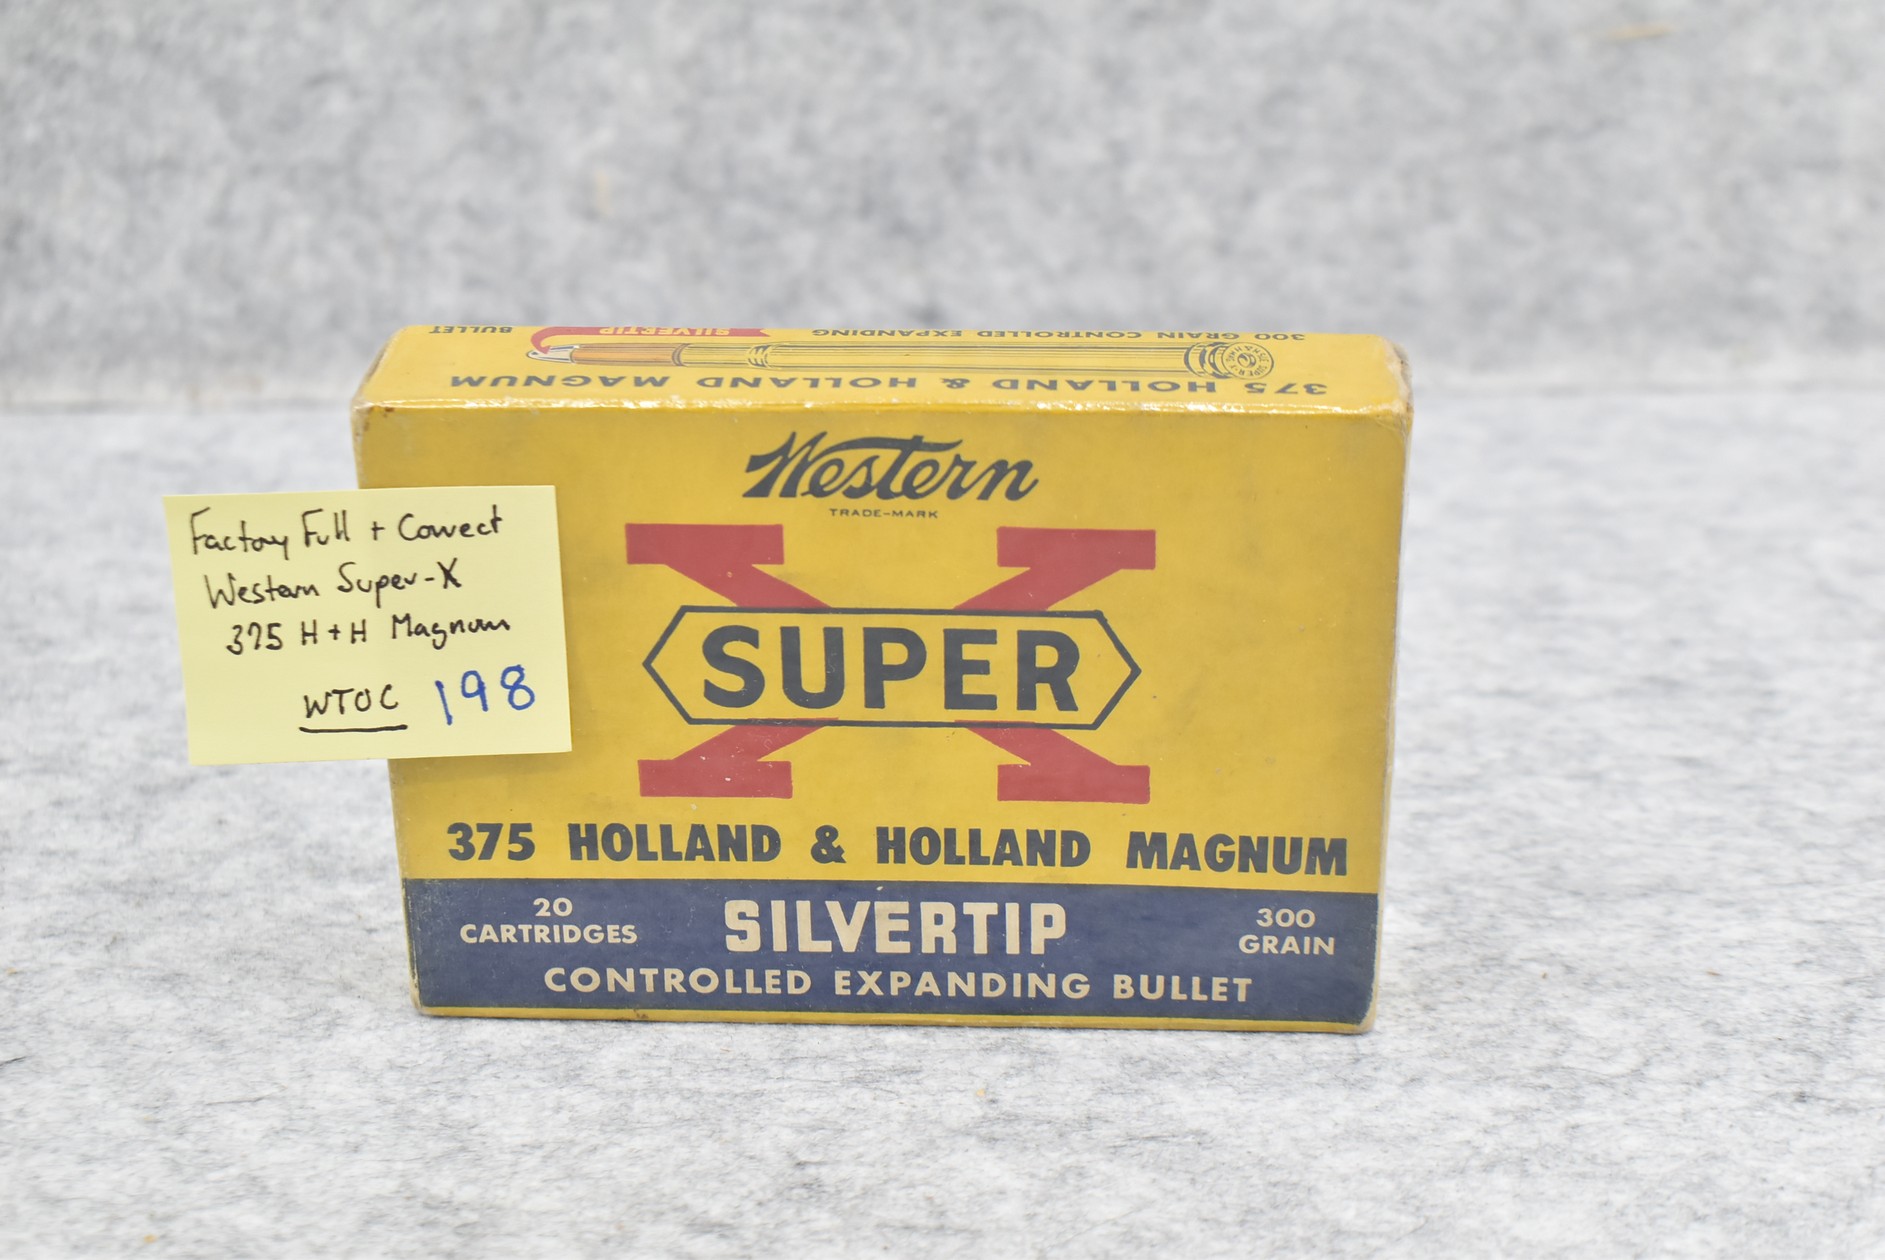 BULLET
SILVERTIP
300 GRAIN CONTROLLED EXPANDING
375 HOLLAND & HOLLAND MAGNUM
Western
TRADE-MARK
SUPER
X
375 HOLLAND & HOLLAND MAGNUM
20
CARTRIDGES
SILVERTIP
300
GRAIN
CONTROLLED EXPANDING BULLET
Factory Full + Correct
Western Super-X
375 H+H Magnum
WTOC 198